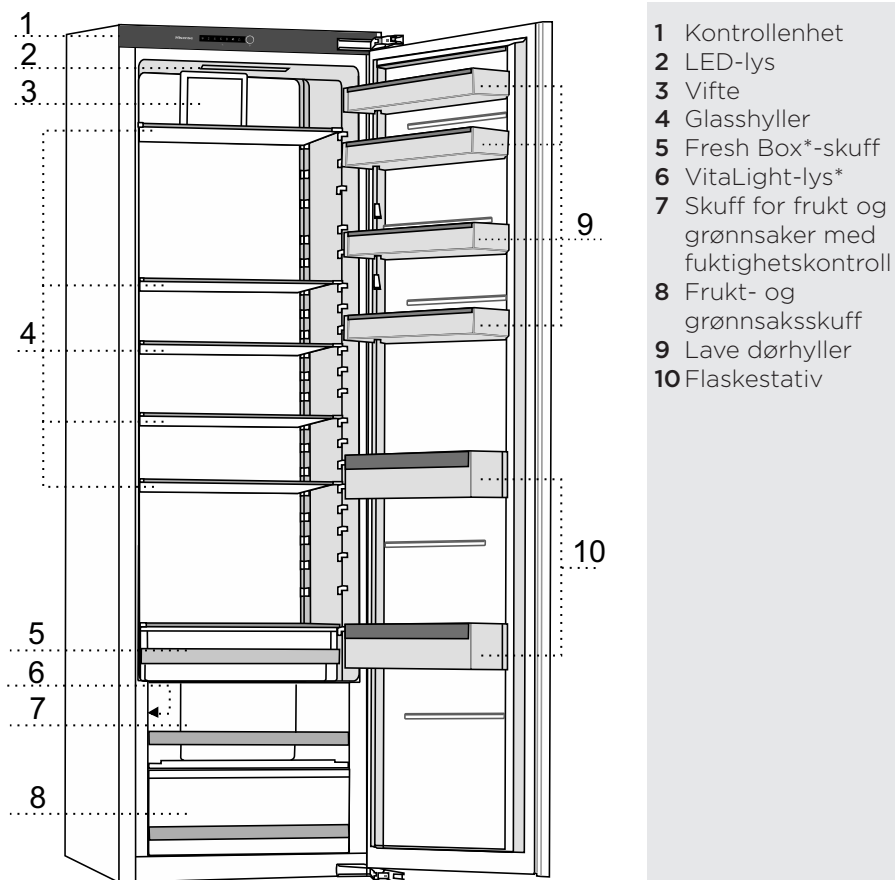 1
2
3
4
5
6
7
8
9
10
1 Kontrollenhet
2 LED-lys
3 Vifte
4 Glasshyller
5 Fresh Box*-skuff
6 VitaLight-lys*
7 Skuff for frukt og
grønnsaker med
fuktighetskontroll
8 Frukt- og
grønnsaksskuff
9 Lave dørhyller
10 Flaskestativ